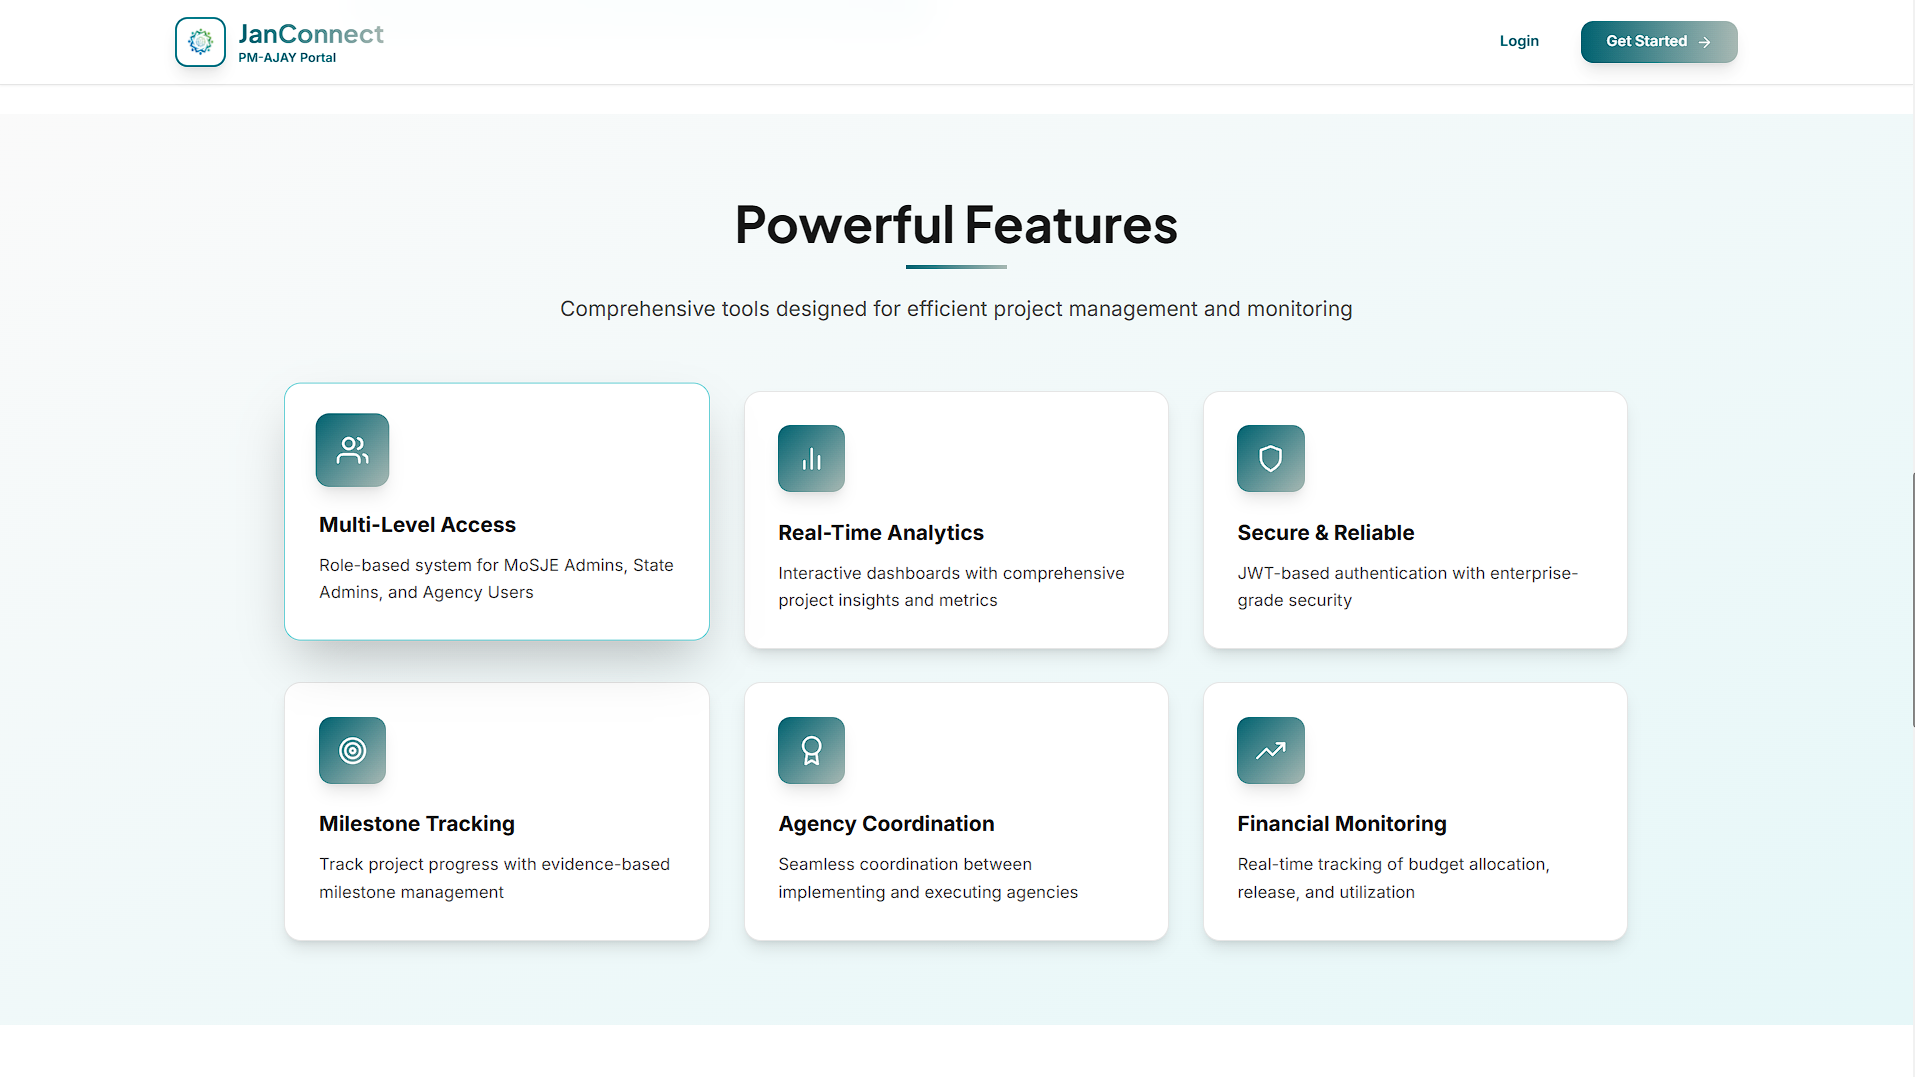 JanConnect
PM-AJAY Portal
Login
Get Started
Powerful Features
Comprehensive tools designed for efficient project management and monitoring
Multi-Level Access
Role-based system for MoSJE Admins, State
Admins, and Agency Users
Real-Time Analytics
Interactive dashboards with comprehensive
project insights and metrics
Secure & Reliable
JWT-based authentication with enterprise-
grade security
Milestone Tracking
Track project progress with evidence-based
milestone management
Agency Coordination
Seamless coordination between
implementing and executing agencies
Financial Monitoring
Real-time tracking of budget allocation,
release, and utilization